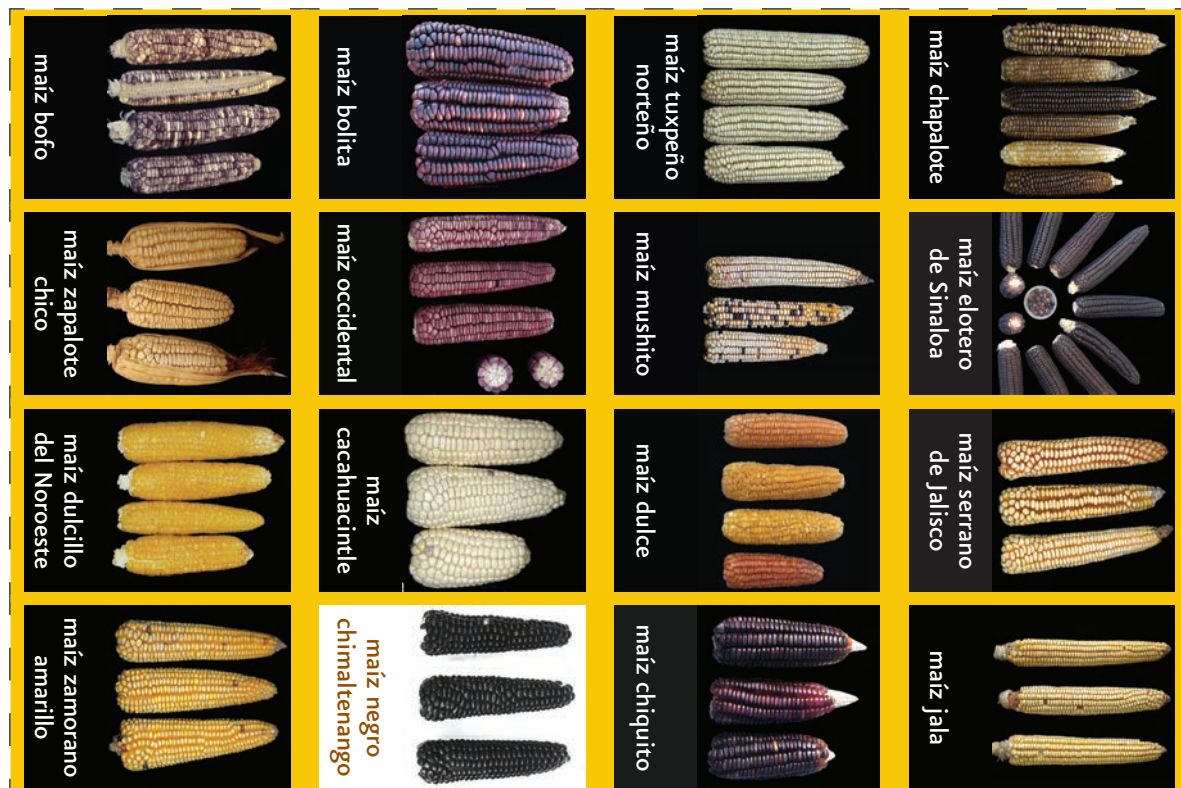 maíz chapalote
maíz elotero
de Sinaloa
maíz serrano
de Jalisco
maíz jala
maíz tuxpeño
norteño
maíz mushito
maíz dulce
maíz chiquito
maíz bolita
maíz occidental
maíz
cacahuacintle
maíz negro
chimaltenango
maíz bofo
maíz zapalote
chico
maíz dulcillo
del Noroeste
maíz zamorano
amarillo